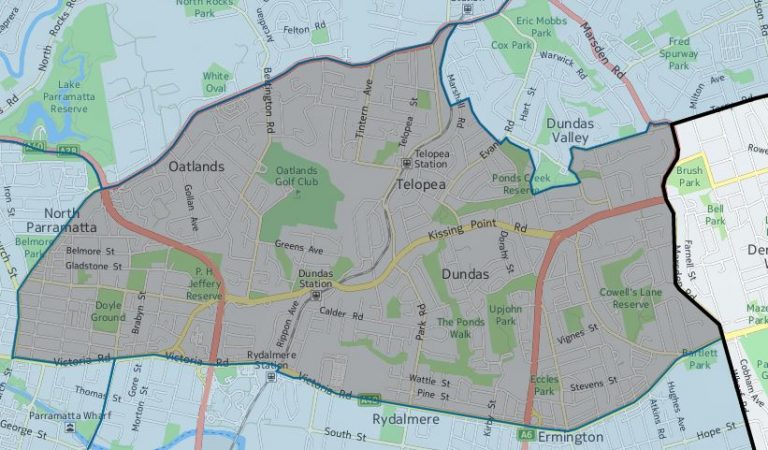 North Rocks
Park
Felton Rd
Arcadian
North Rocks Rd
Eric Mobbs
Park
Cox Park
Marsden Rd
Fred
Spurway
Park
Warwick Rd
White
Oval
Lake
Parramatta
Reserve
Bettington Rd
Tintern Ave
Telopea St
Marshall Rd
Hart St
Milton Ave
Dundas
Valley
A28
Oatlands
Telopea
Station
Telopea
Oatlands
Golf Club
Ponds Creek
Reserve
Brush
Park
Bell
Park
Iron St
Gollan Ave
North
Parramatta
Belmore
Park
Belmore St
Gladstone St
Greens Ave
Kissing Point Rd
Dorahy St
Marsden Rd
Farnell St
Dundas
Station
Dundas
P. H.
Jeffery
Reserve
Doyle
Ground
Brabyn St
Rippon Ave
Calder Rd
Park Rd
The Ponds
Walk
Upjohn
Park
Cowell's Lane
Reserve
Vignes St
Victoria Rd
Victoria Rd
Rydalmere
Station
Victoria Rd
A40
Wattle St
Pine St
Eccles
Park
Stevens St
Bartlett
Park
Thomas St
Gore St
Morton St
Parramatta Wharf
George St
South St
Rydalmere
A6
Ermington
Atkins Rd
Hughes Ave
Hope St
Cobham Ave